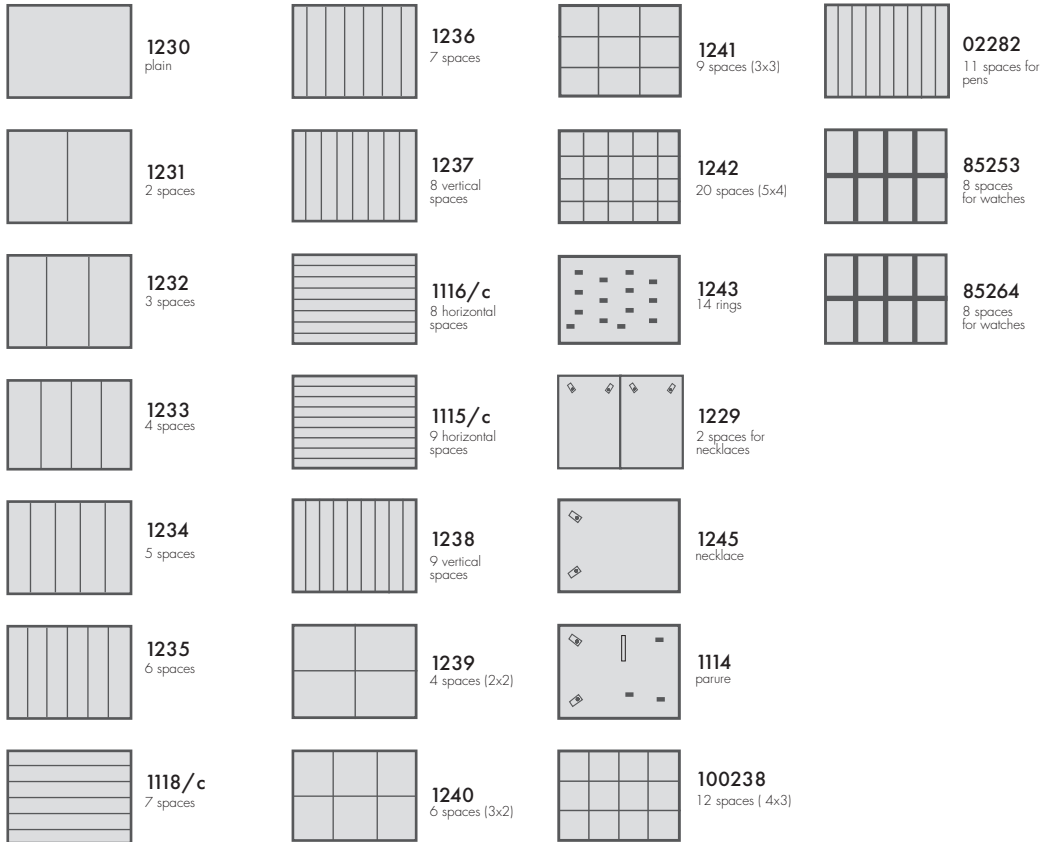 1230
plain
1231
2 spaces
1232
3 spaces
1233
4 spaces
1234
5 spaces
1235
6 spaces
1118/c
7 spaces
1236
7 spaces
1237
8 vertical
spaces
1116/c
8 horizontal
spaces
1115/c
9 horizontal
spaces
1238
9 vertical
spaces
1239
4 spaces (2x2)
1240
6 spaces (3x2)
1241
9 spaces (3x3)
1242
20 spaces (5x4)
1243
14 rings
1229
2 spaces for
necklaces
1245
necklace
1114
parure
100238
12 spaces ( 4x3)
02282
11 spaces for
pens
85253
8 spaces
for watches
85264
8 spaces
for watches